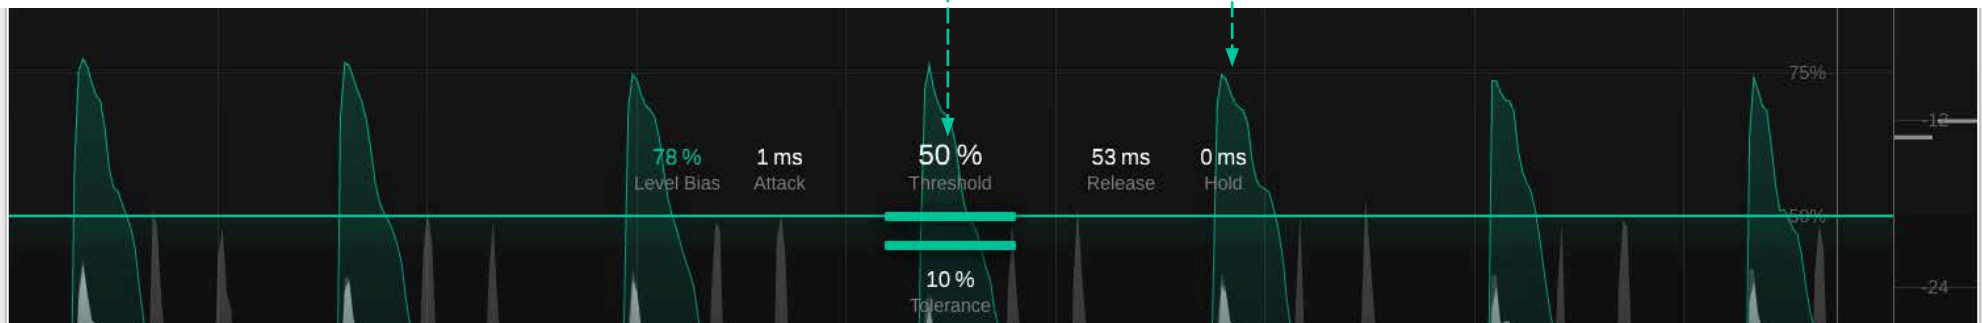 75%
-12
78 % 1 ms 50 % 53 ms 0 ms
Level Bias Attack Threshold Release Hold
50%
10 %
-24
Tolerance